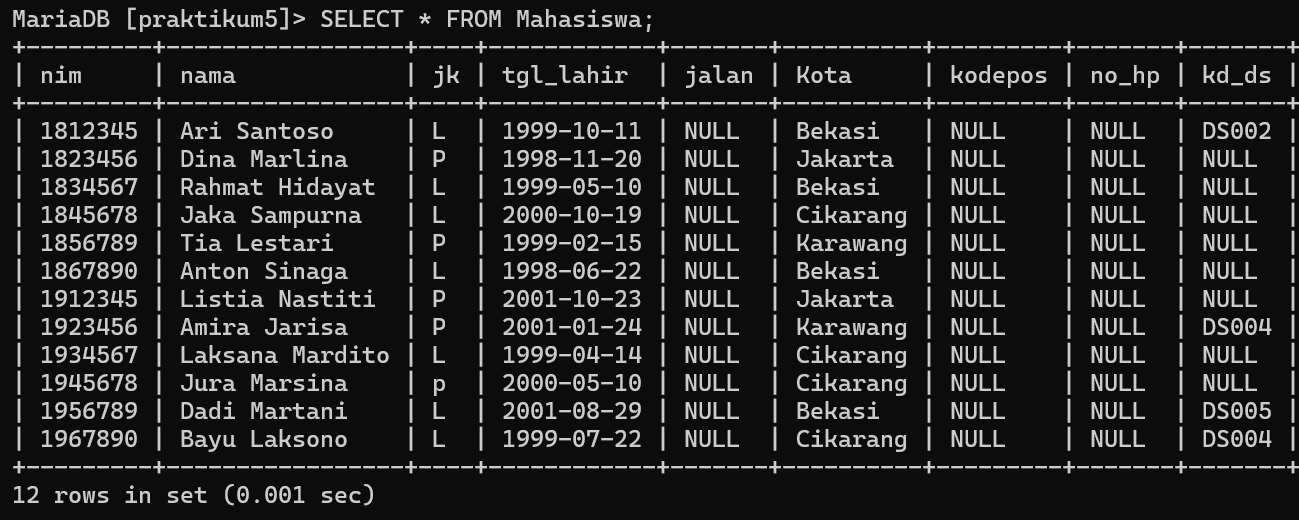 MariaDB [praktikum5]> SELECT * FROM Mahasiswa;
+---------+-----------------+----+------------+-------+----------+---------+-------+-------+
| nim     | nama            | jk | tgl_lahir  | jalan | Kota     | kodepos | no_hp | kd_ds |
+---------+-----------------+----+------------+-------+----------+---------+-------+-------+
| 1812345 | Ari Santoso     | L  | 1999-10-11 | NULL  | Bekasi   | NULL    | NULL  | DS002 |
| 1823456 | Dina Marlina    | P  | 1998-11-20 | NULL  | Jakarta  | NULL    | NULL  | NULL  |
| 1834567 | Rahmat Hidayat  | L  | 1999-05-10 | NULL  | Bekasi   | NULL    | NULL  | NULL  |
| 1845678 | Jaka Sampurna   | L  | 2000-10-19 | NULL  | Cikarang | NULL    | NULL  | NULL  |
| 1856789 | Tia Lestari     | P  | 1999-02-15 | NULL  | Karawang | NULL    | NULL  | NULL  |
| 1867890 | Anton Sinaga    | L  | 1998-06-22 | NULL  | Bekasi   | NULL    | NULL  | NULL  |
| 1912345 | Listia Nastiti  | P  | 2001-10-23 | NULL  | Jakarta  | NULL    | NULL  | NULL  |
| 1923456 | Amira Jarisa    | P  | 2001-01-24 | NULL  | Karawang | NULL    | NULL  | DS004 |
| 1934567 | Laksana Mardito | L  | 1999-04-14 | NULL  | Cikarang | NULL    | NULL  | NULL  |
| 1945678 | Jura Marsina    | p  | 2000-05-10 | NULL  | Cikarang | NULL    | NULL  | NULL  |
| 1956789 | Dadi Martani    | L  | 2001-08-29 | NULL  | Bekasi   | NULL    | NULL  | DS005 |
| 1967890 | Bayu Laksono    | L  | 1999-07-22 | NULL  | Cikarang | NULL    | NULL  | DS004 |
+---------+-----------------+----+------------+-------+----------+---------+-------+-------+
12 rows in set (0.001 sec)